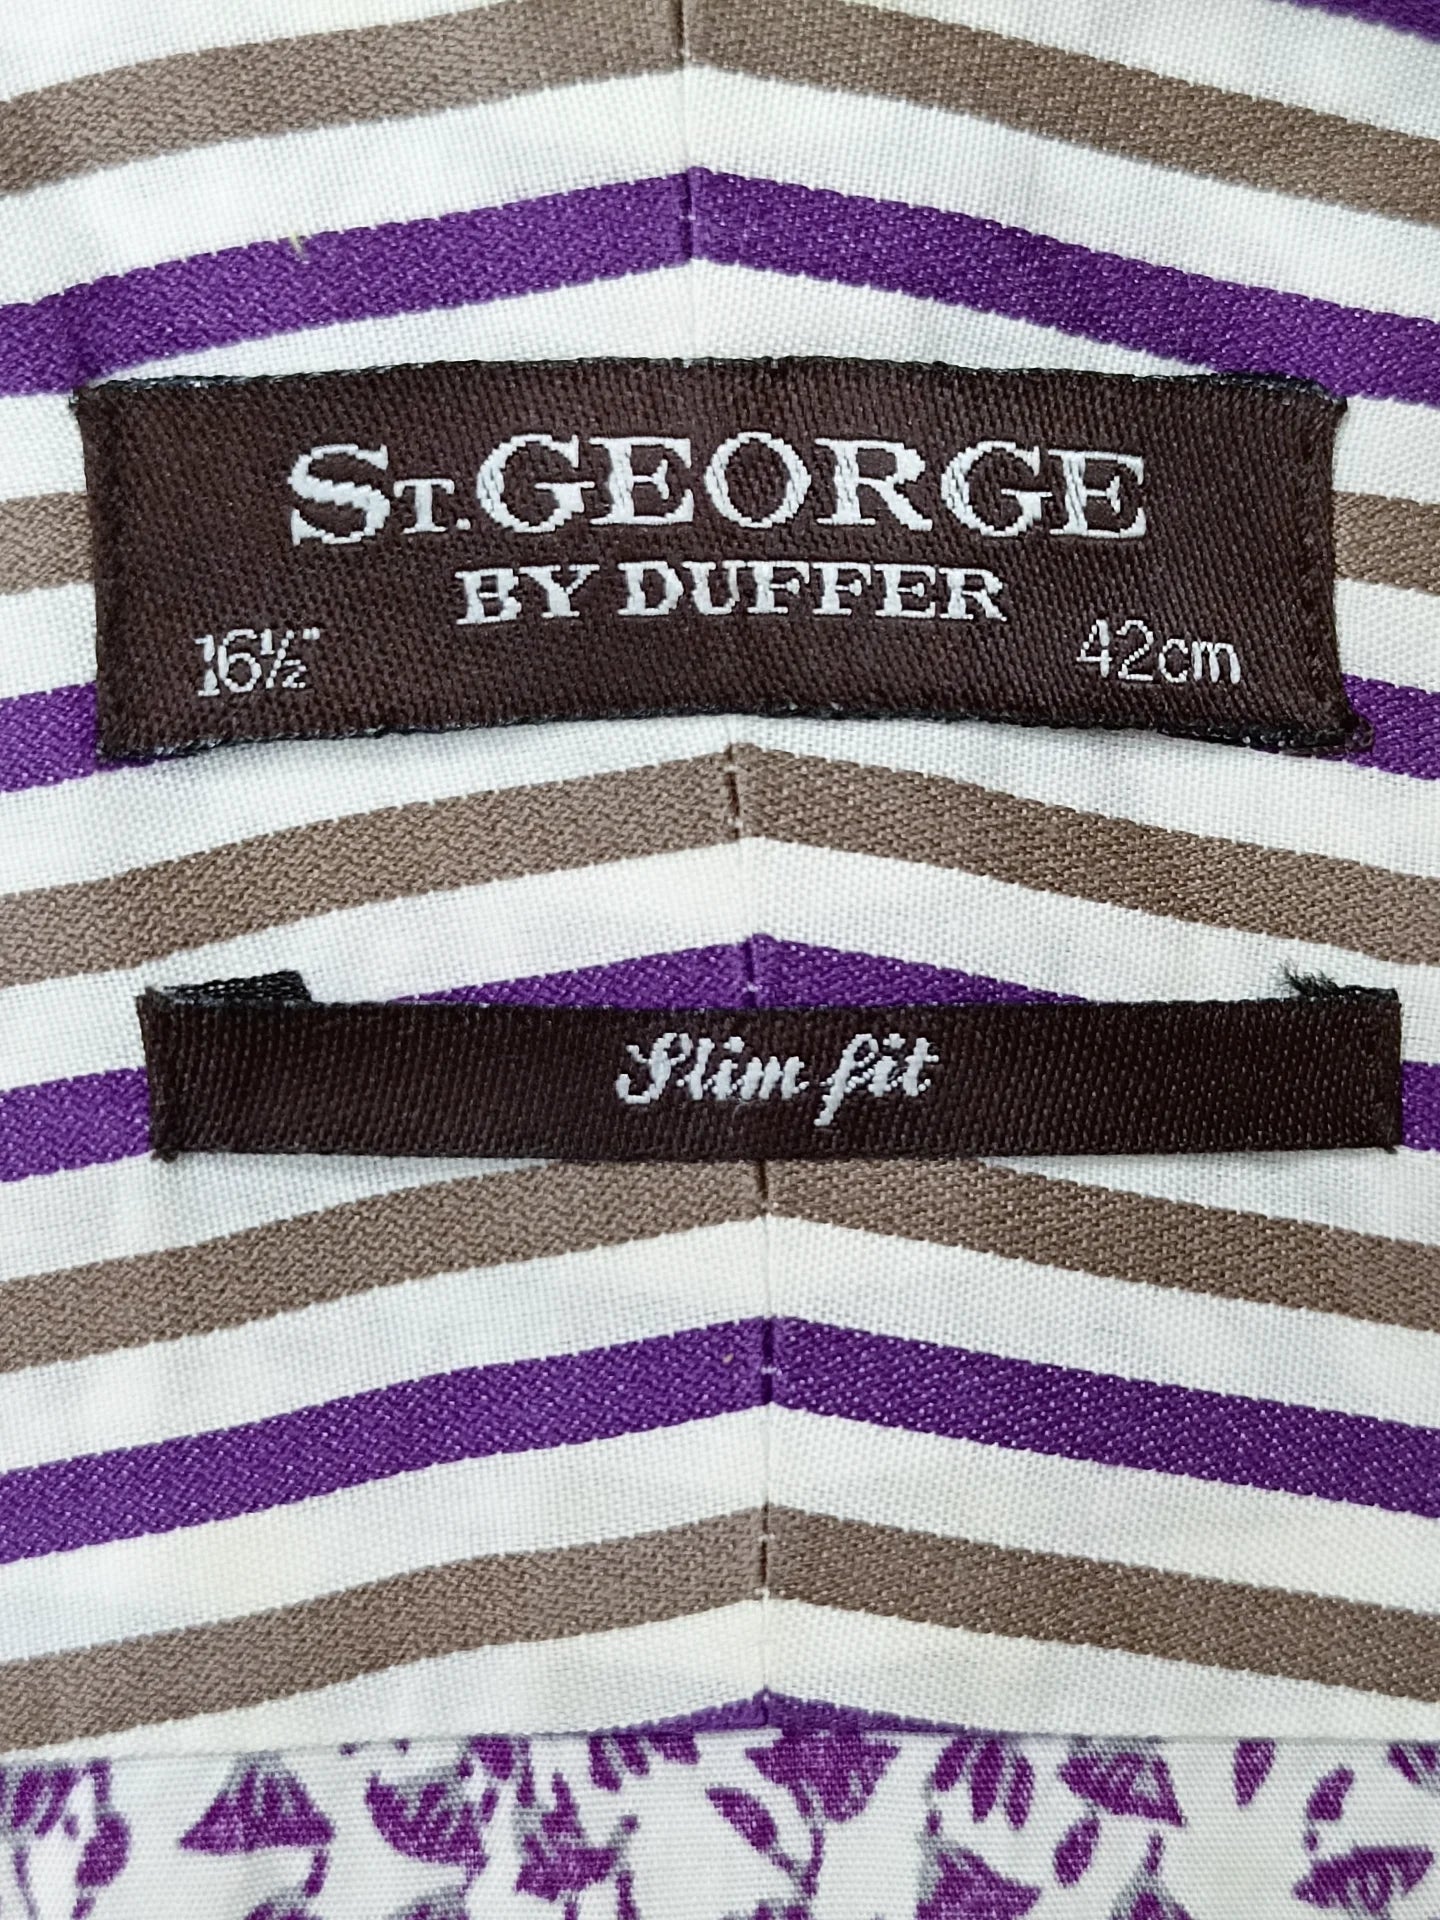 ST. GEORGE
BY DUFFER
16½" 42cm
Slim fit